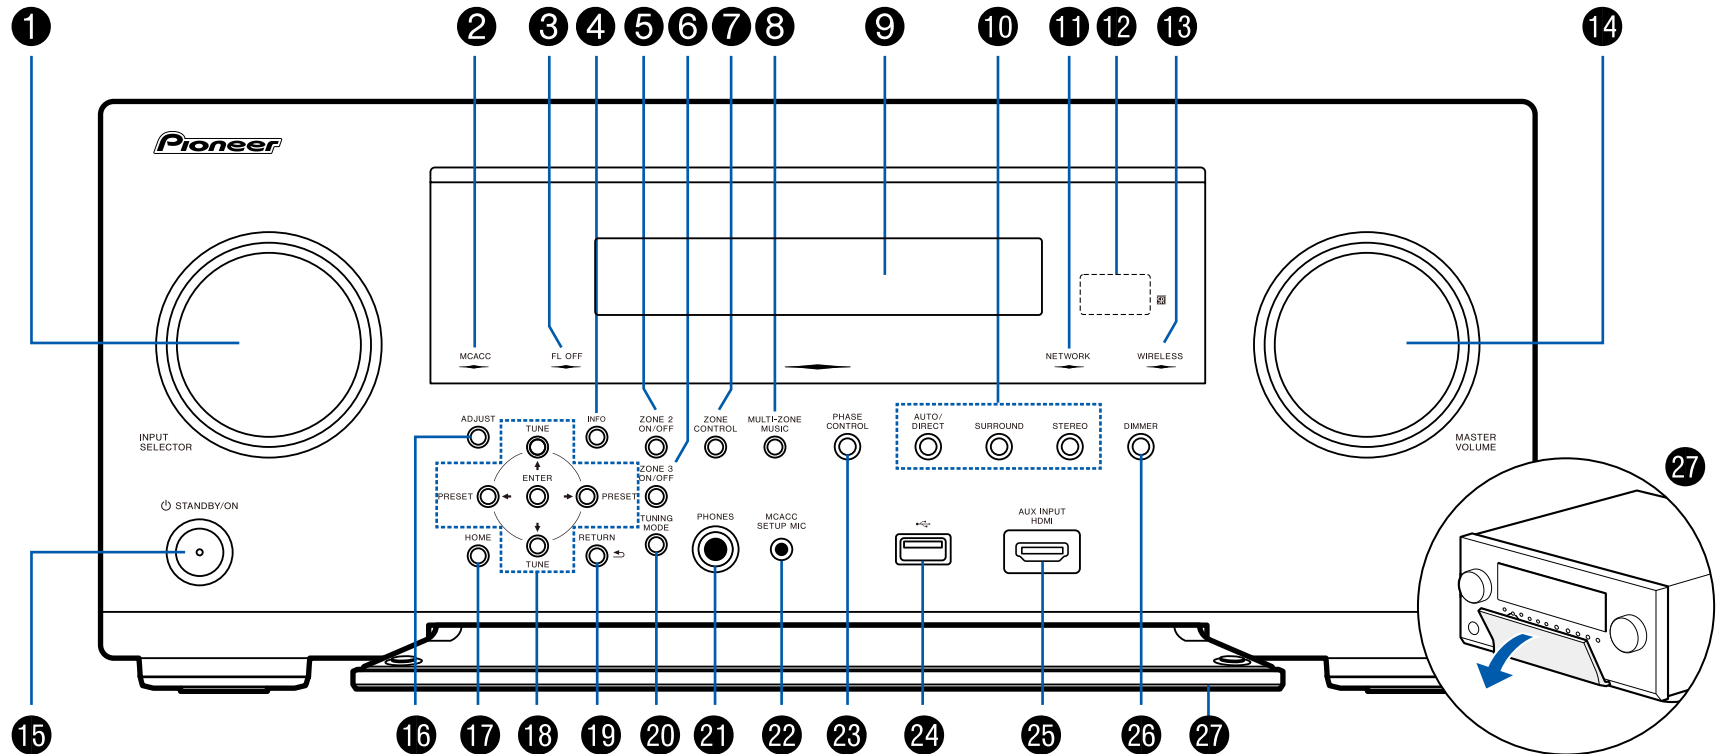 1 2 3 4 5 6 7 8 9 10 11 12 13 14
Pioneer
MCACC
FL OFF
NETWORK
WIRELESS
INPUT
SELECTOR
ADJUST
TUNE
INFO
ZONE 2
ON/OFF
ZONE
CONTROL
MULTI-ZONE
MUSIC
PHASE
CONTROL
AUTO/
DIRECT
SURROUND
STEREO
DIMMER
MASTER
VOLUME
27
PRESET
ENTER
PRESET
ZONE 3
ON/OFF
STANDBY/ON
HOME
TUNE
RETURN
TUNING
MODE
PHONES
MCACC
SETUP MIC
AUX INPUT
HDMI
15 16 17 18 19 20 21 22 23 24 25 26 27